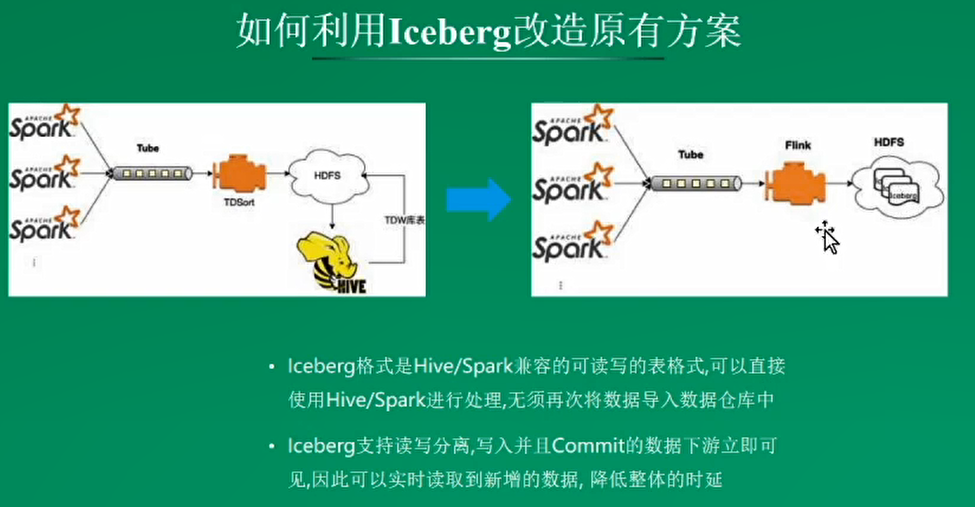 如何利用Iceberg改造原有方案
APACHE
Spark
APACHE
Spark
APACHE
Spark
Tube
TDSort
HDFS
TDW库表
HIVE
APACHE
Spark
APACHE
Spark
APACHE
Spark
Tube
Flink
HDFS
Iceberg
• Iceberg格式是Hive/Spark兼容的可读写的表格式,可以直接
使用Hive/Spark进行处理,无须再次将数据导入数据仓库中
• Iceberg支持读写分离,写入并且Commit的数据下游立即可
见,因此可以实时读取到新增的数据, 降低整体的时延